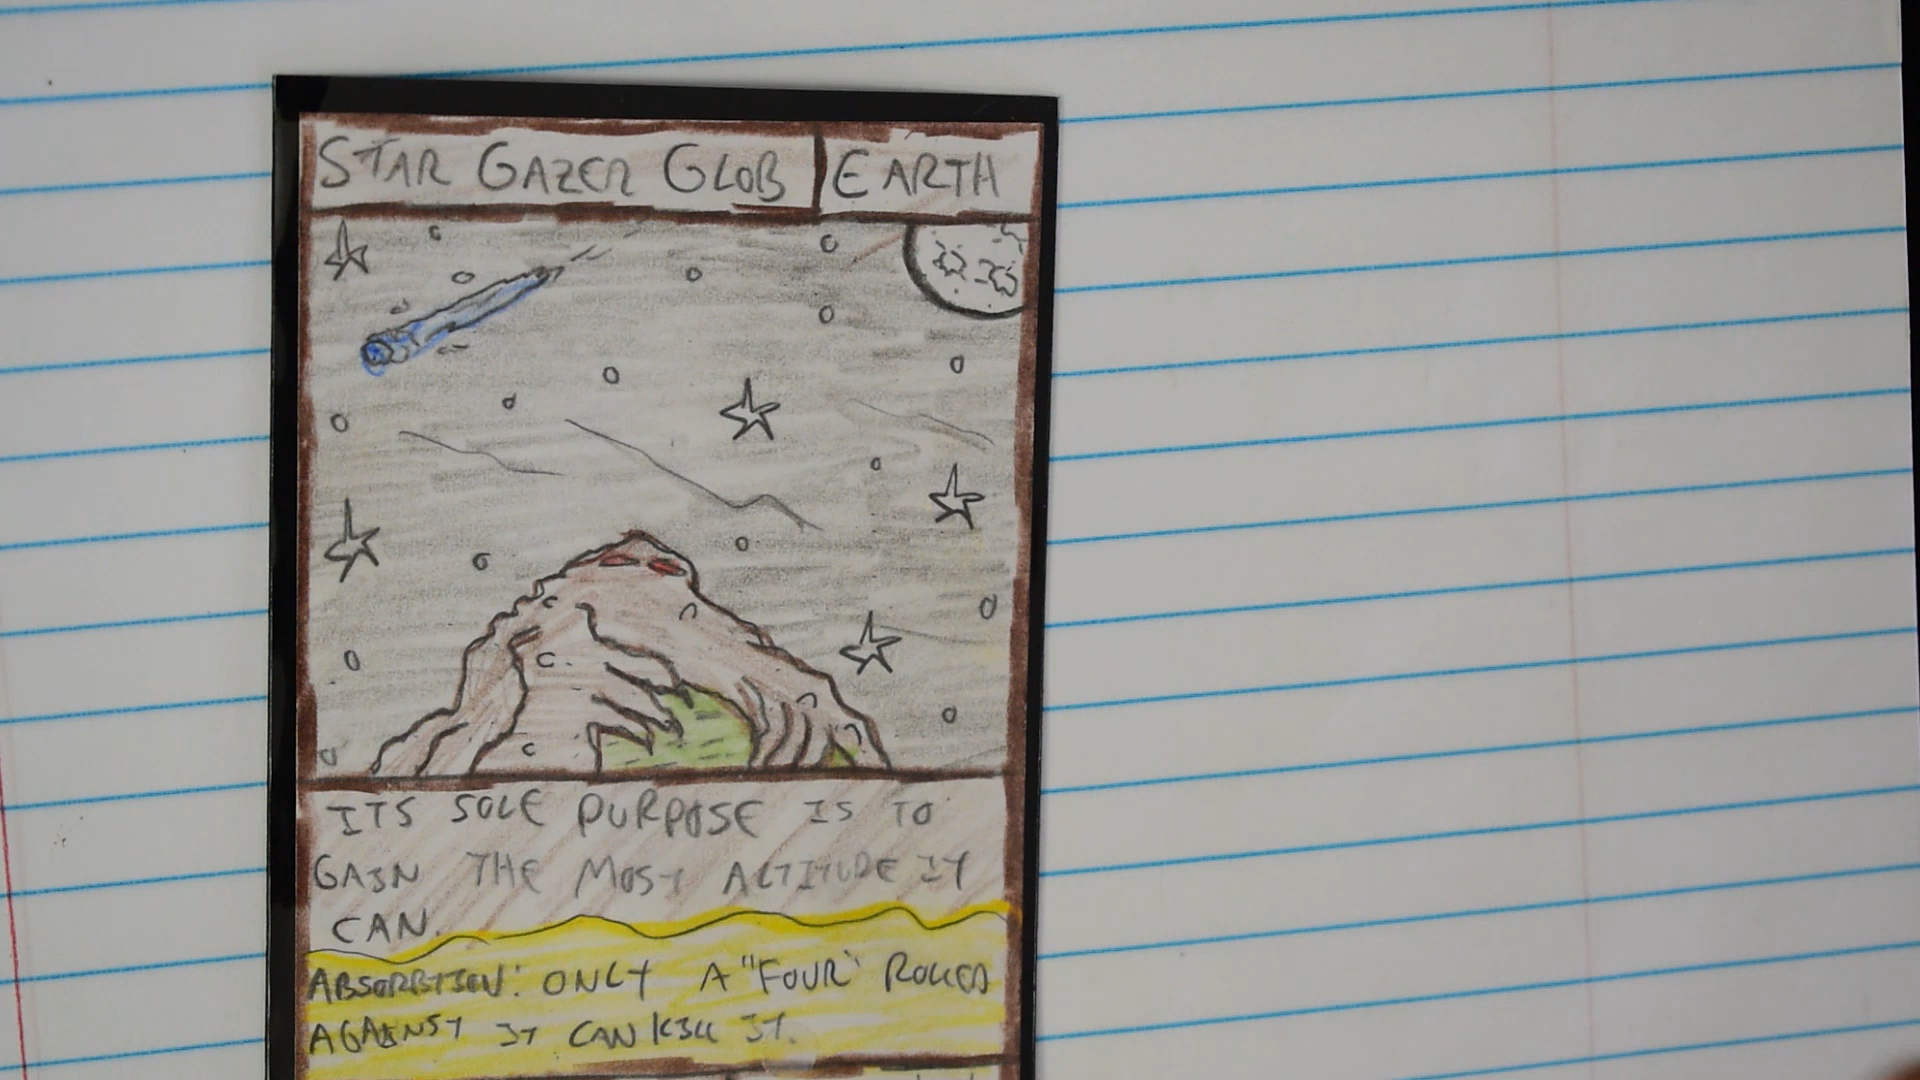 STAR GAZER GLOB EARTH
ITS SOLE PURPOSE IS TO
GAIN THE MOST ALTITUDE IT
CAN.
ABSORBTION: ONLY A "FOUR" ROLLED
AGAINST IT CAN KILL IT.